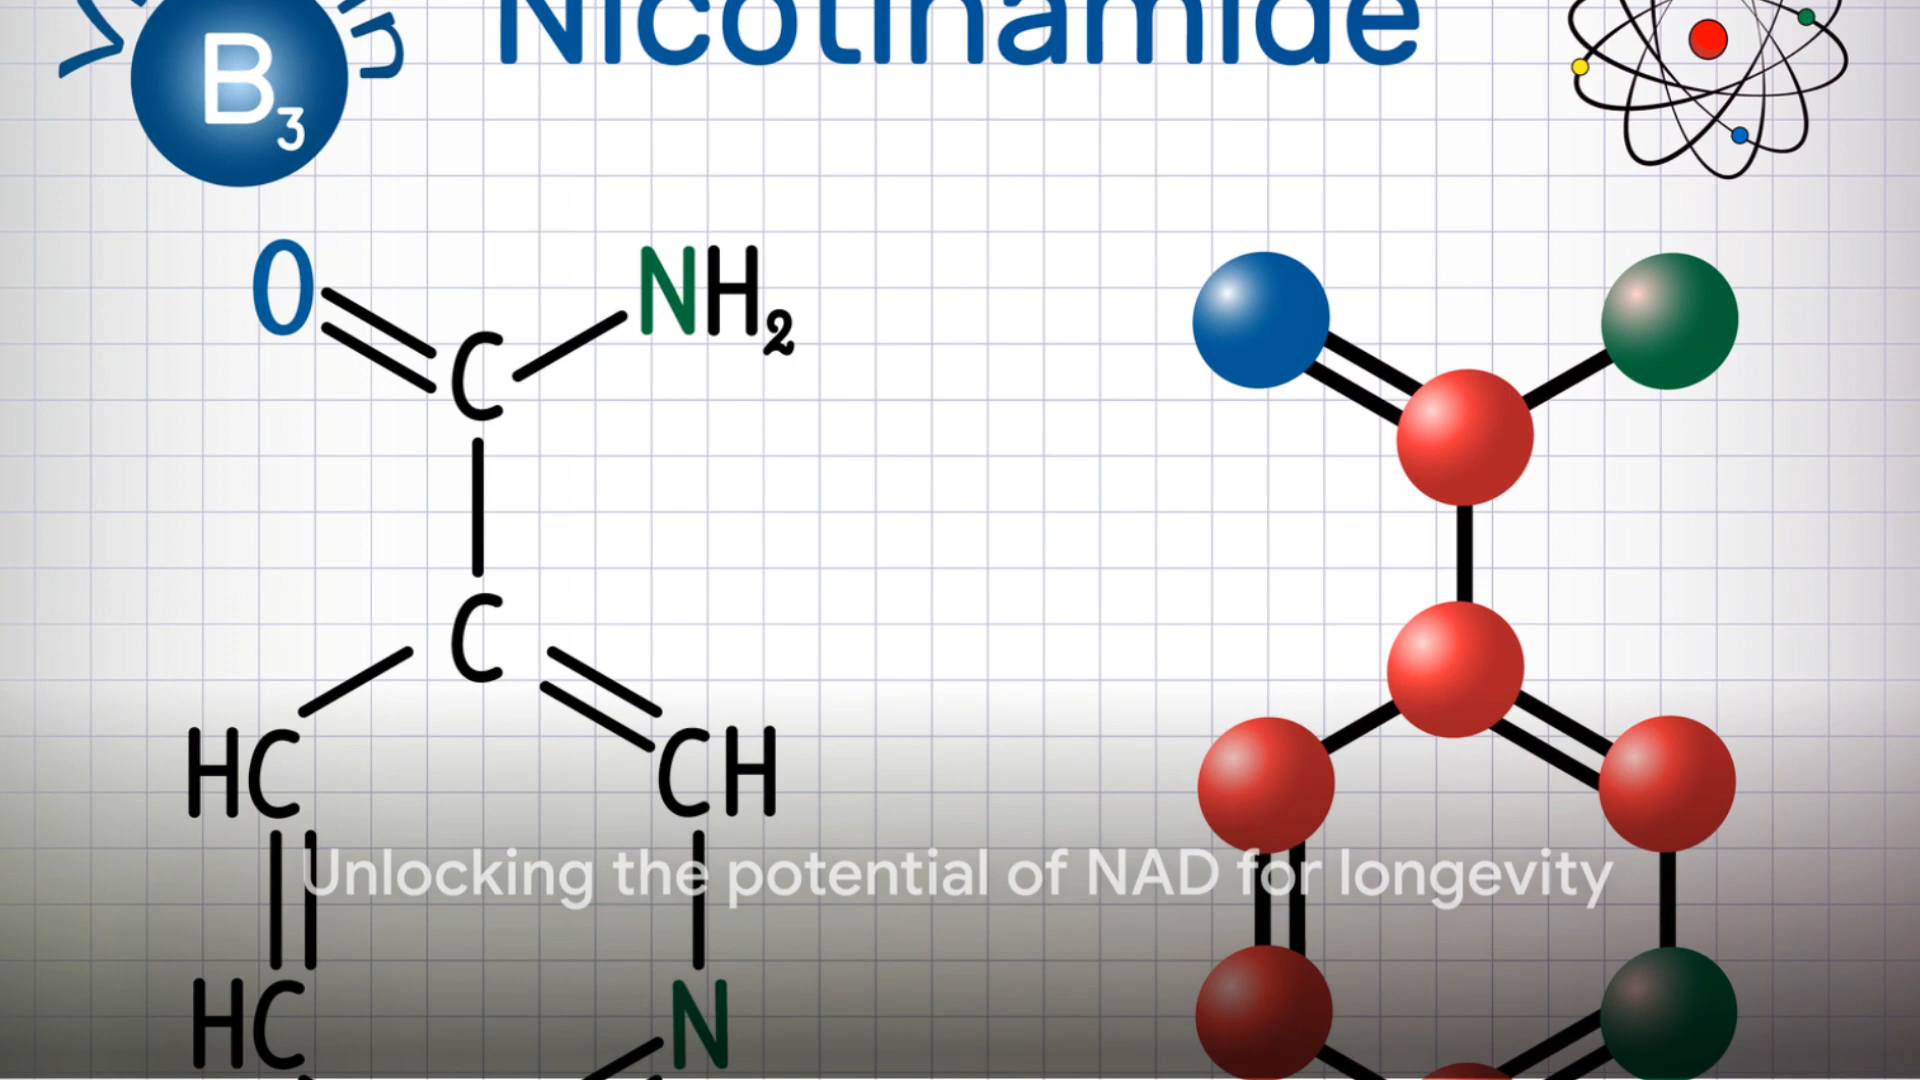 Nicotinamide
B3
O
NH2
C
C
HC
CH
Unlocking the potential of NAD for longevity
HC
N